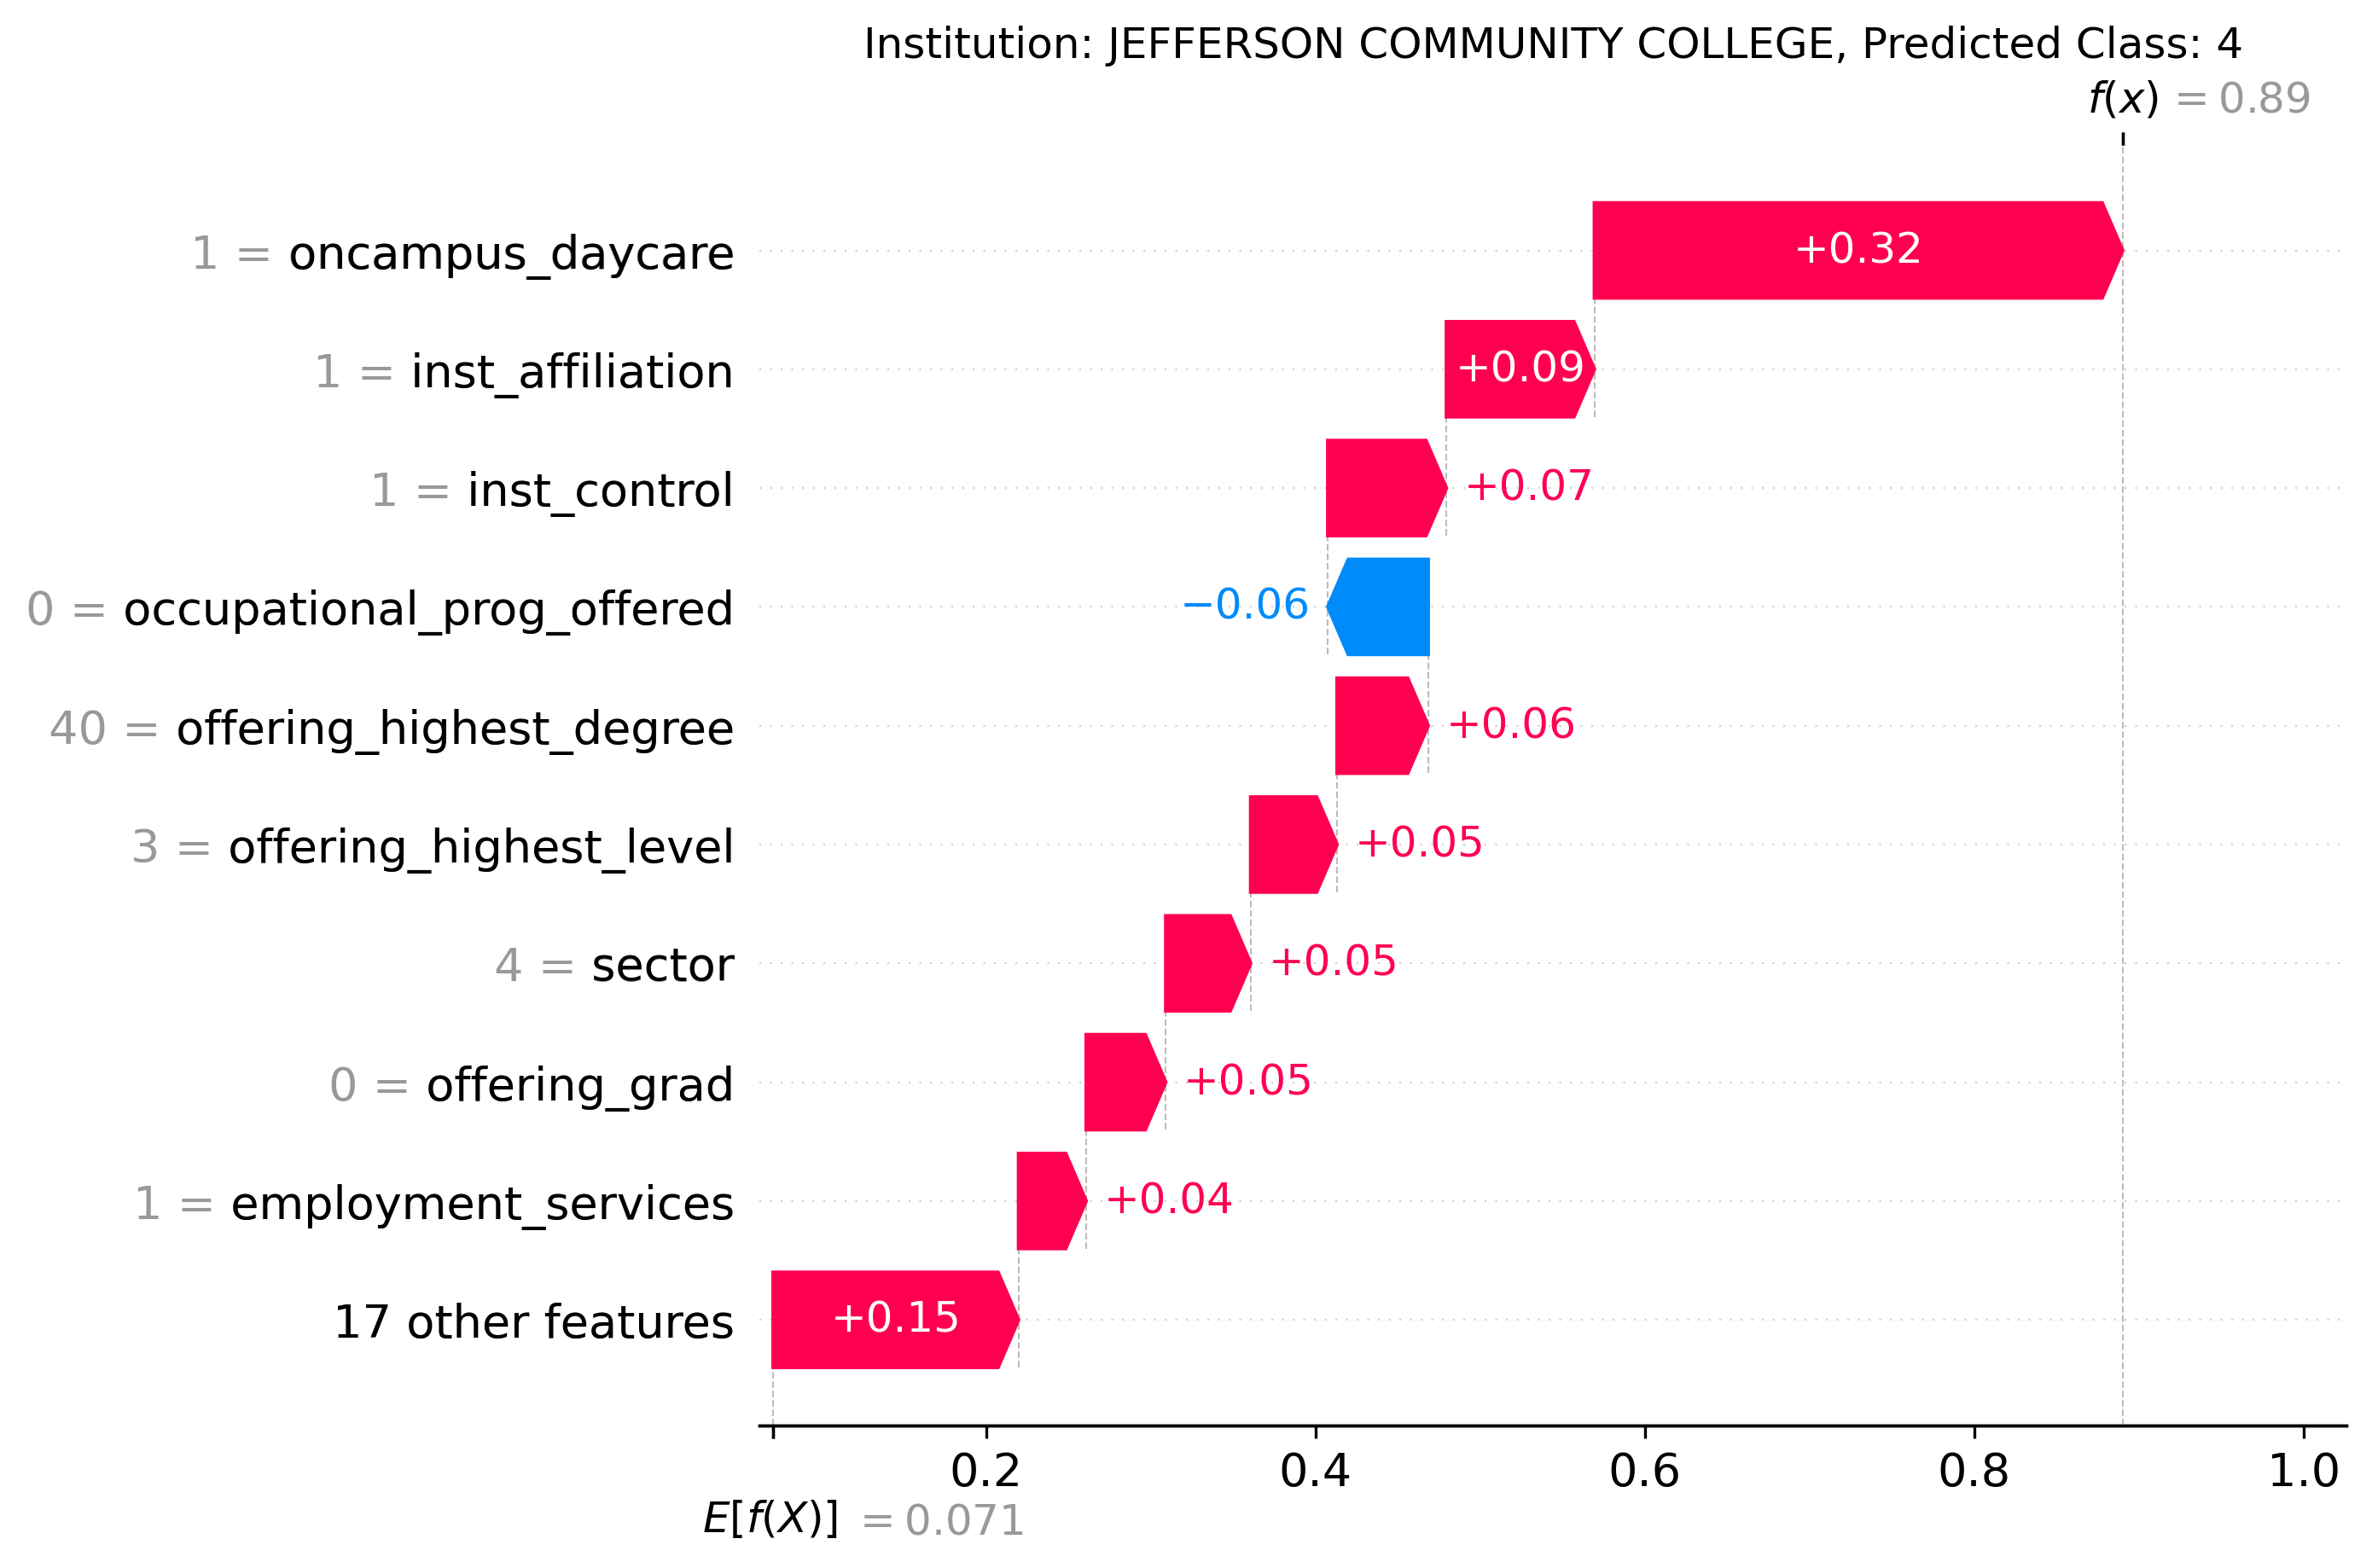 Institution: JEFFERSON COMMUNITY COLLEGE, Predicted Class: 4
f(x) = 0.89
1 = oncampus_daycare +0.32
1 = inst_affiliation +0.09
1 = inst_control +0.07
0 = occupational_prog_offered −0.06
40 = offering_highest_degree +0.06
3 = offering_highest_level +0.05
4 = sector +0.05
0 = offering_grad +0.05
1 = employment_services +0.04
17 other features +0.15
0.2 0.4 0.6 0.8 1.0
E[f(X)] = 0.071